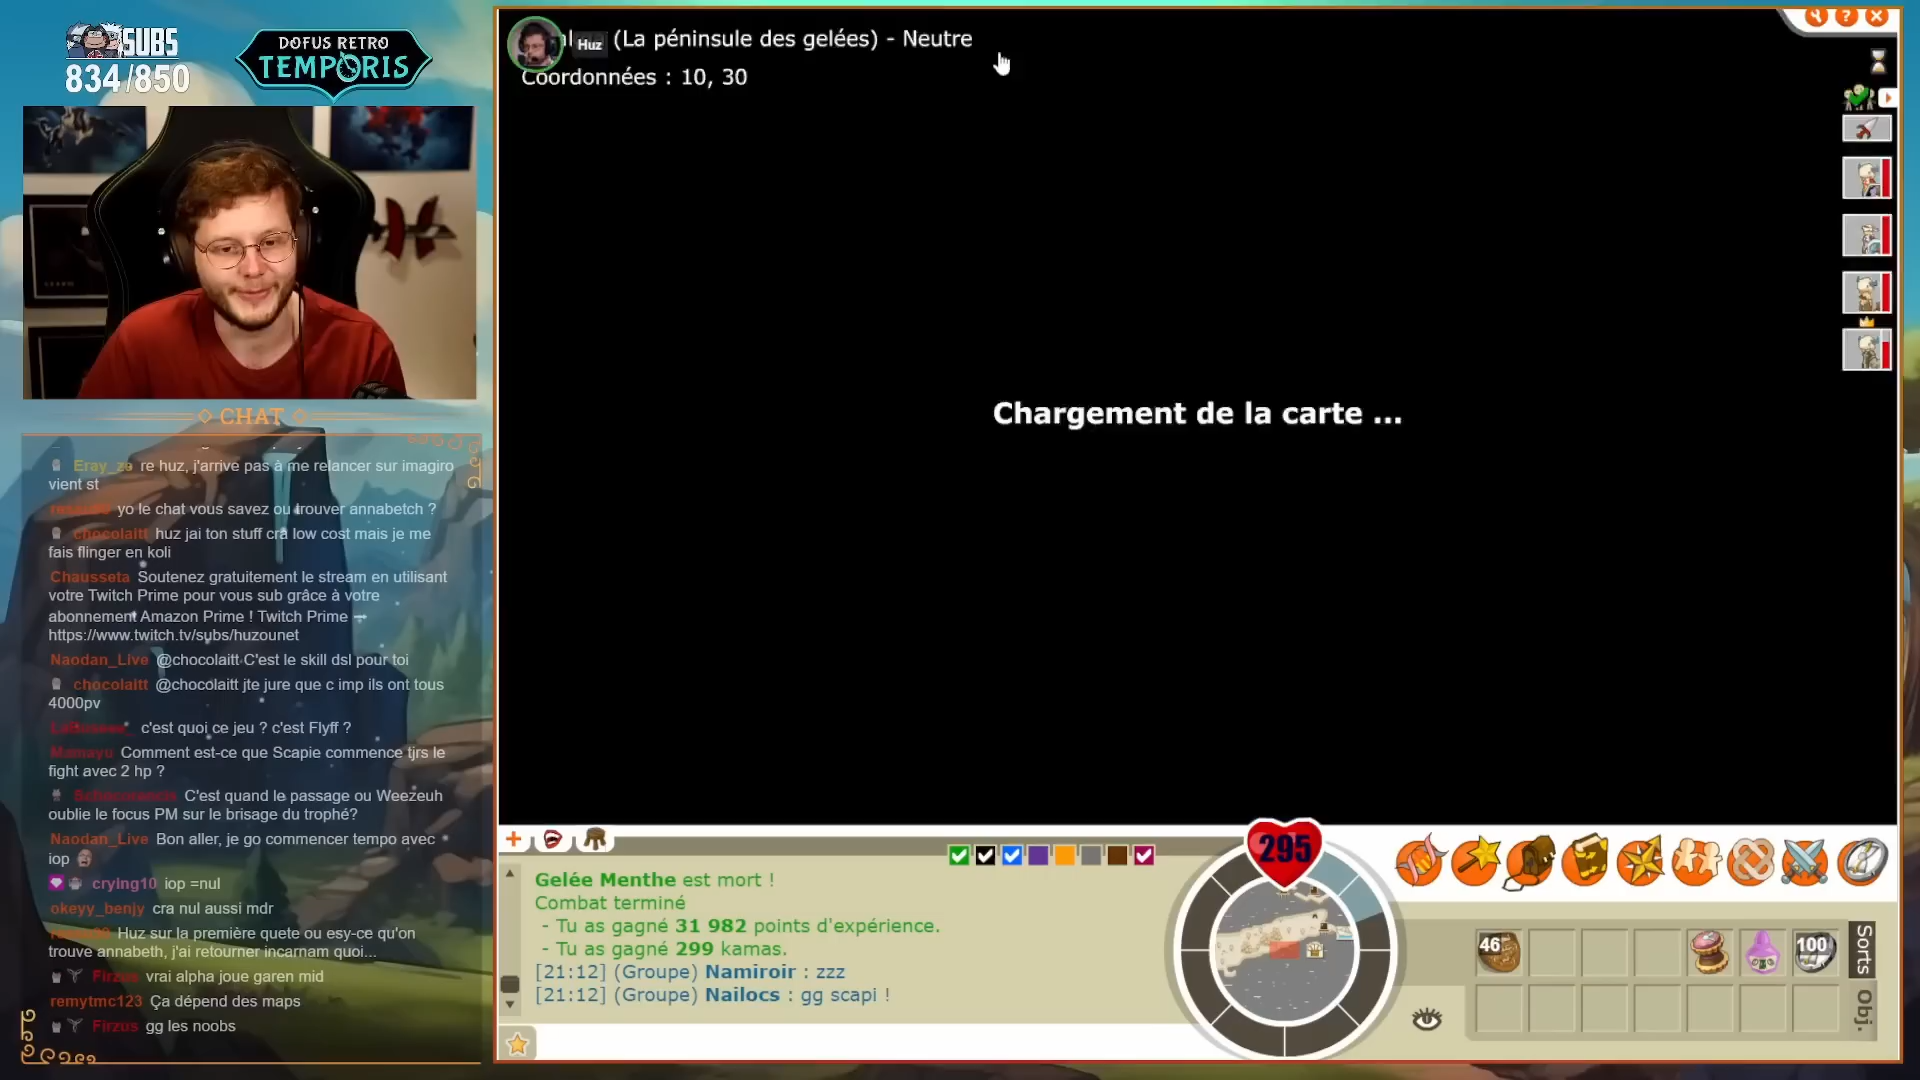 SUBS
834/850
DOFUS RETRO
TEMPORIS
Huz
(La péninsule des gelées) - Neutre
Coordonnées : 10, 30
Chargement de la carte ...
CHAT
Eray_ze re huz, j'arrive pas à me relancer sur imagiro
vient st
yo le chat vous savez ou trouver annabetch ?
chocolaitt huz jai ton stuff cra low cost mais je me
fais flinger en koli
Chausseta Soutenez gratuitement le stream en utilisant
votre Twitch Prime pour vous sub grâce à votre
abonnement Amazon Prime ! Twitch Prime →
https://www.twitch.tv/subs/huzounet
Naodan_Live @chocolaitt C'est le skill dsl pour toi
chocolaitt @chocolaitt jte jure que c imp ils ont tous
4000pv
c'est quoi ce jeu ? c'est Flyff ?
Mamayu Comment est-ce que Scapie commence tjrs le
fight avec 2 hp ?
C'est quand le passage ou Weezeuh
oublie le focus PM sur le brisage du trophé?
Naodan_Live Bon aller, je go commencer tempo avec
iop
crying10 iop =nul
okeyy_benjy cra nul aussi mdr
Huz sur la première quete ou esy-ce qu'on
trouve annabeth, j'ai retourner incarnam quoi...
Firzus vrai alpha joue garen mid
remytmc123 Ça dépend des maps
Firzus gg les noobs
295
Gelée Menthe est mort !
Combat terminé
- Tu as gagné 31 982 points d'expérience.
- Tu as gagné 299 kamas.
[21:12] (Groupe) Namiroir : zzz
[21:12] (Groupe) Nailocs : gg scapi !
46
100
Sorts
Obj.